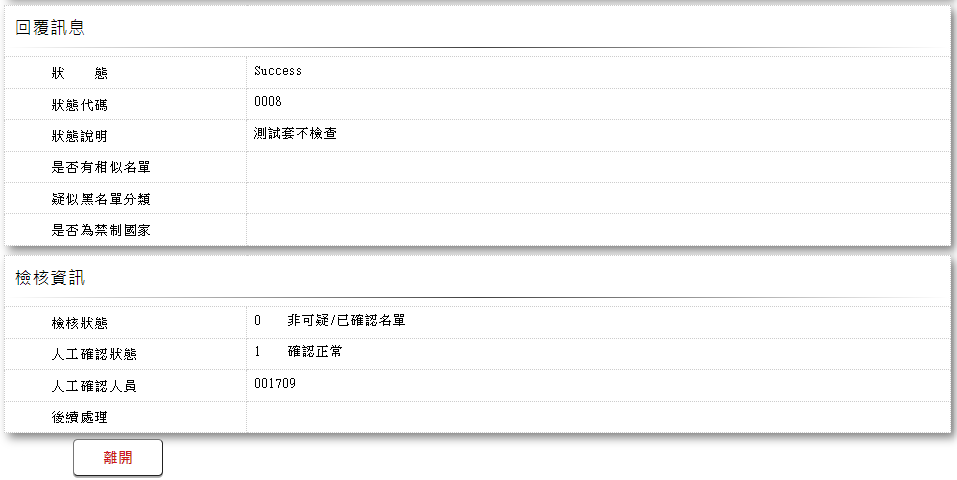 回覆訊息
狀　　態 Success
狀態代碼 0008
狀態說明 測試套不檢查
是否有相似名單
疑似黑名單分類
是否為禁制國家
檢核資訊
檢核狀態 0　　非可疑/已確認名單
人工確認狀態 1　　確認正常
人工確認人員 001709
後續處理
離開